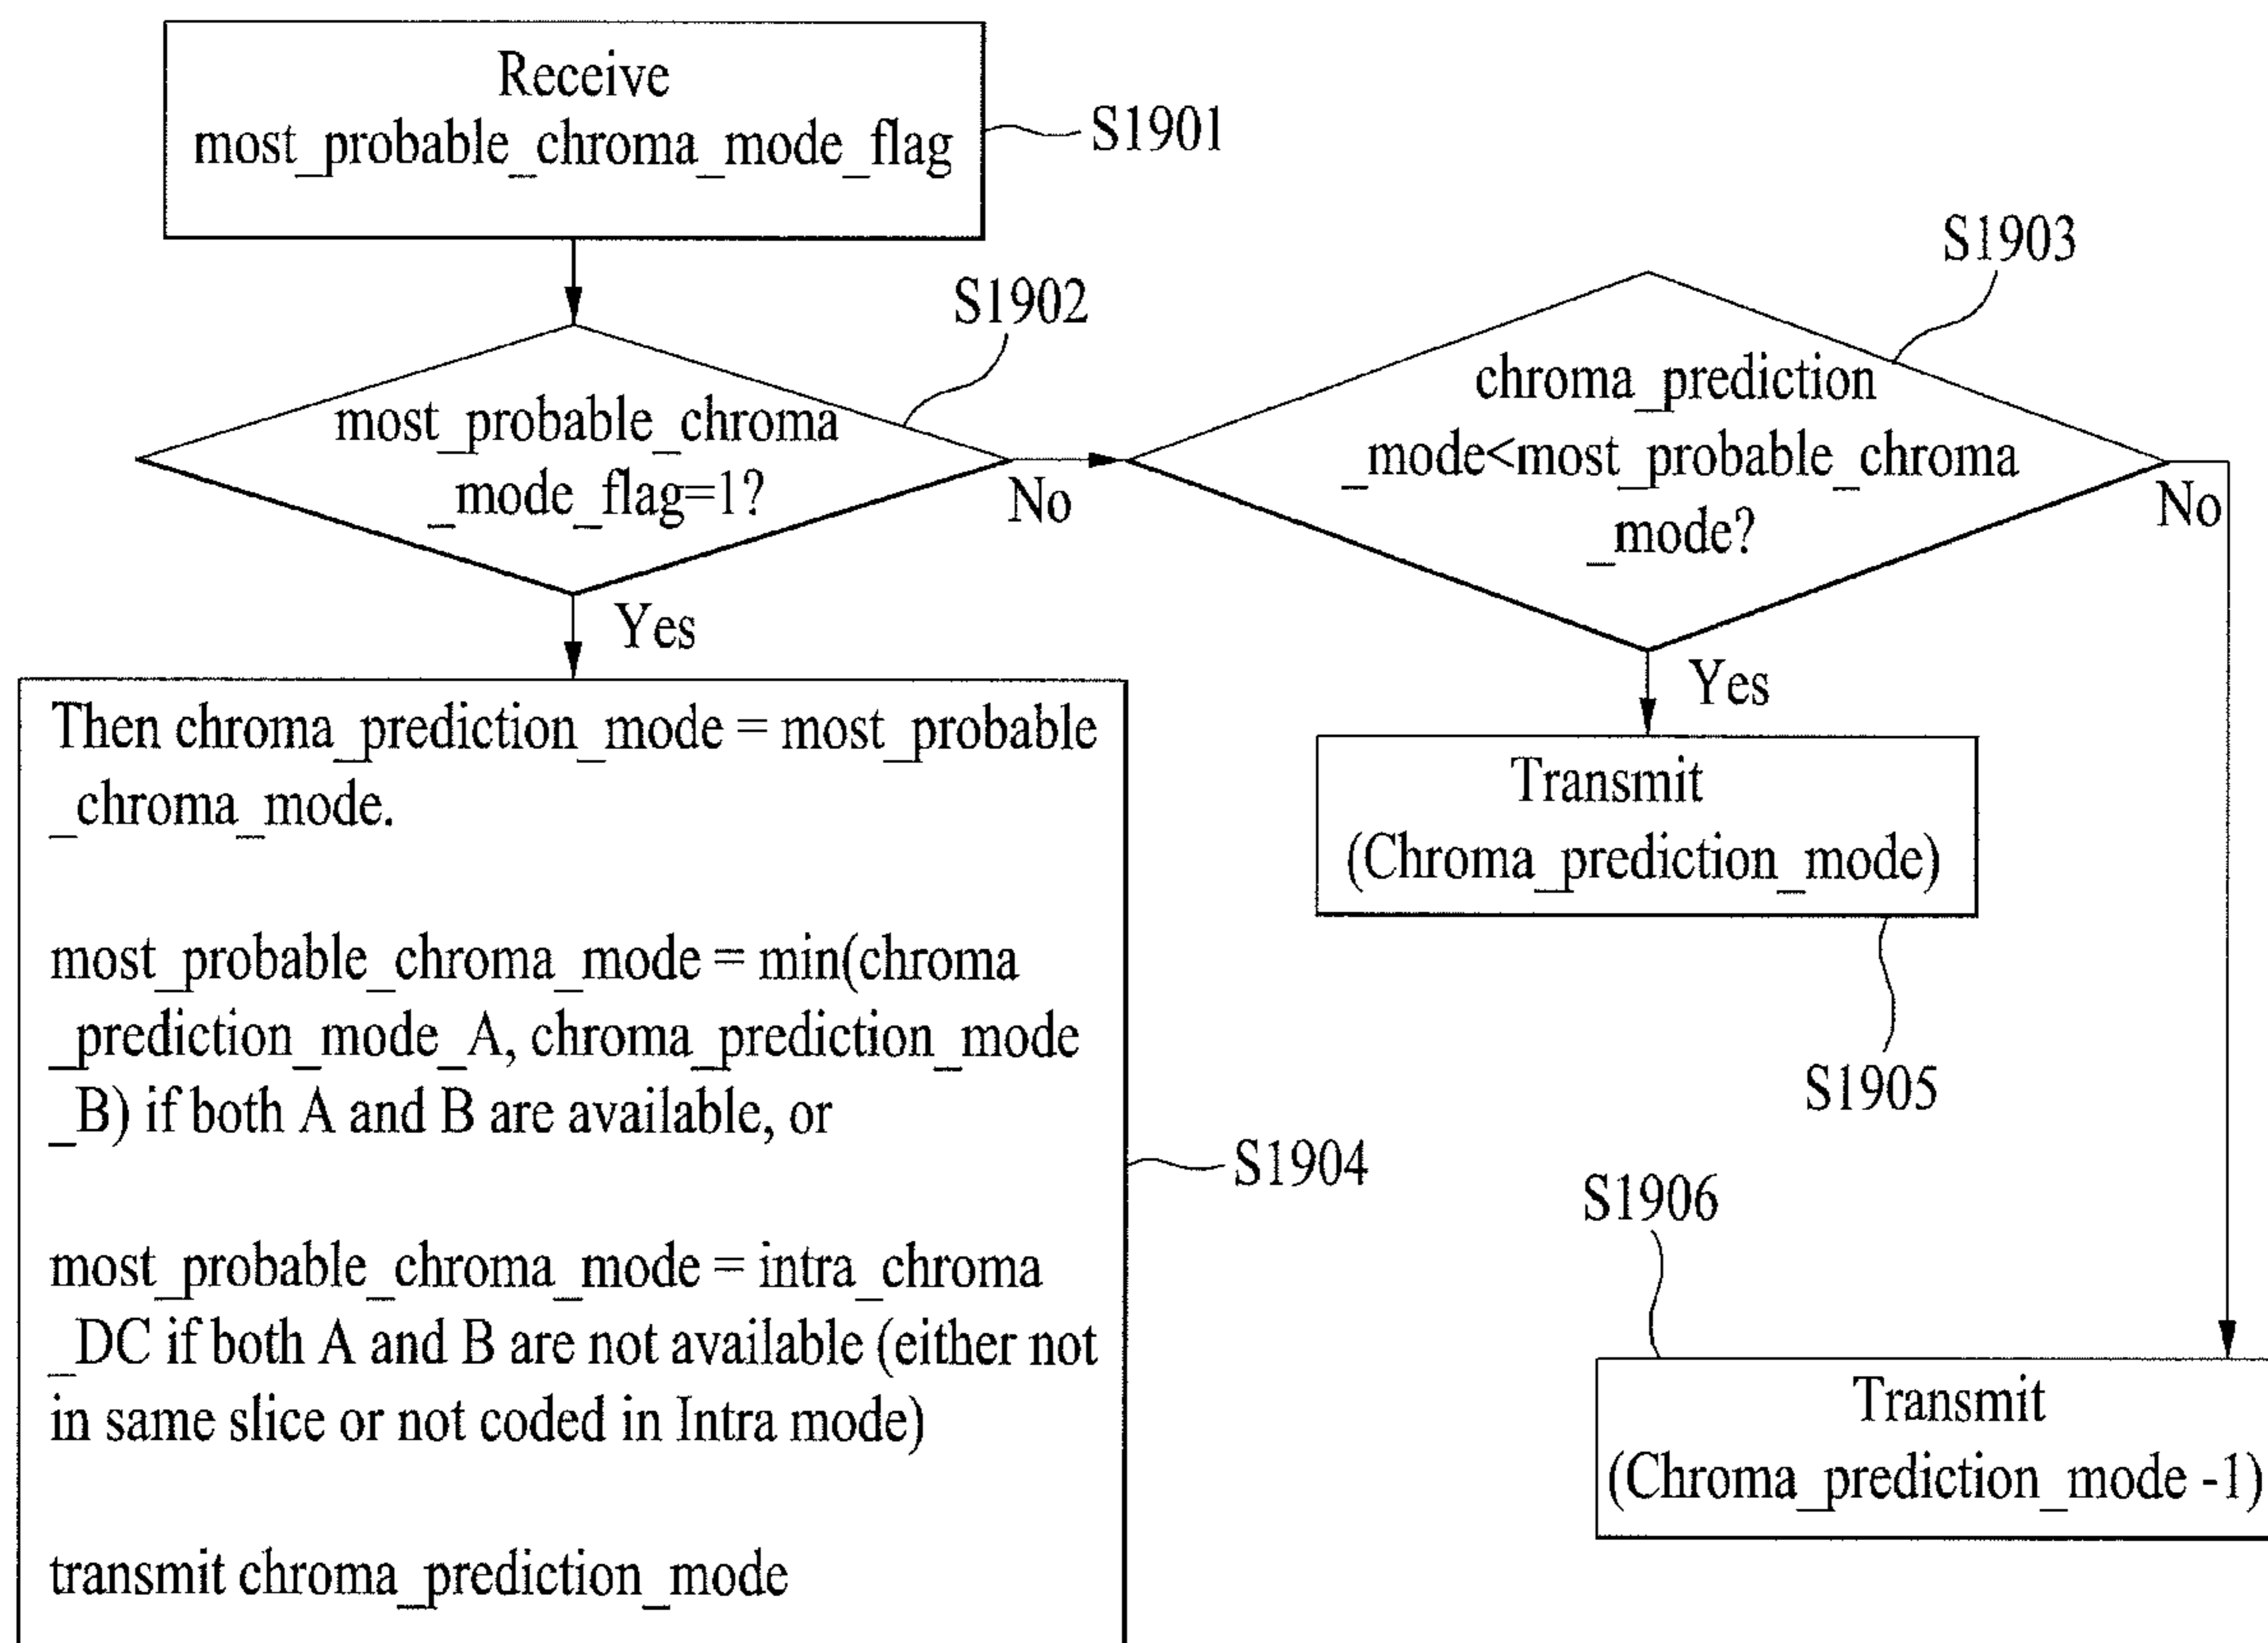 Receive
most_probable_chroma_mode_flag
S1901
S1902
most_probable_chroma
_mode_flag=1?
No
Yes
S1903
chroma_prediction
_mode<most_probable_chroma
_mode?
No
Yes
Then chroma_prediction_mode = most_probable
_chroma_mode.
most_probable_chroma_mode = min(chroma
_prediction_mode_A, chroma_prediction_mode
_B) if both A and B are available, or
most_probable_chroma_mode = intra_chroma
_DC if both A and B are not available (either not
in same slice or not coded in Intra mode)
transmit chroma_prediction_mode
S1904
Transmit
(Chroma_prediction_mode)
S1905
S1906
Transmit
(Chroma_prediction_mode -1)